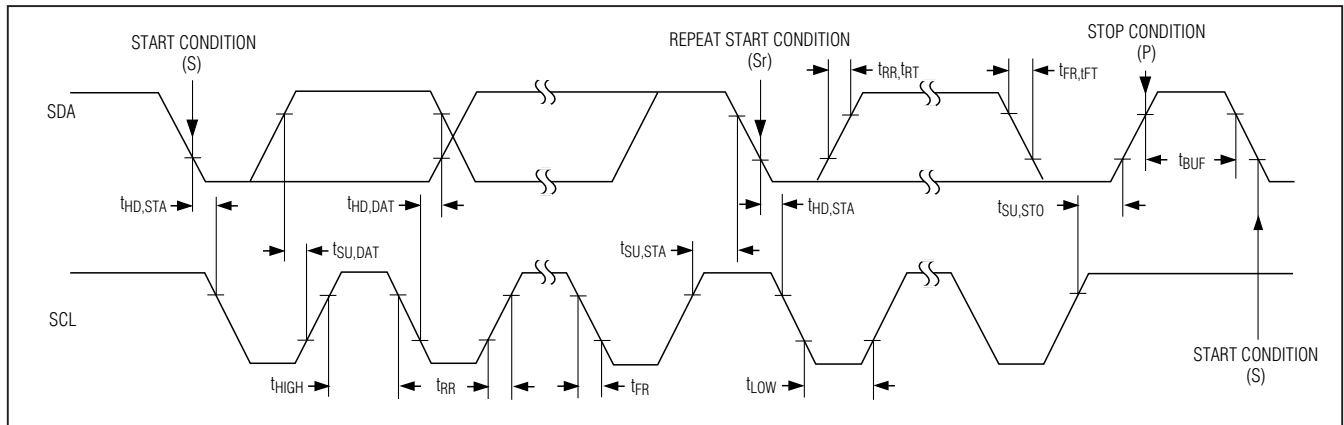 START CONDITION
(S)
REPEAT START CONDITION
(Sr)
STOP CONDITION
(P)
tRR,tRT
tFR,tFT
SDA
tBUF
tHD,STA
tHD,DAT
tHD,STA
tSU,STO
tSU,DAT
tSU,STA
SCL
START CONDITION
(S)
tHIGH
tRR
tFR
tLOW